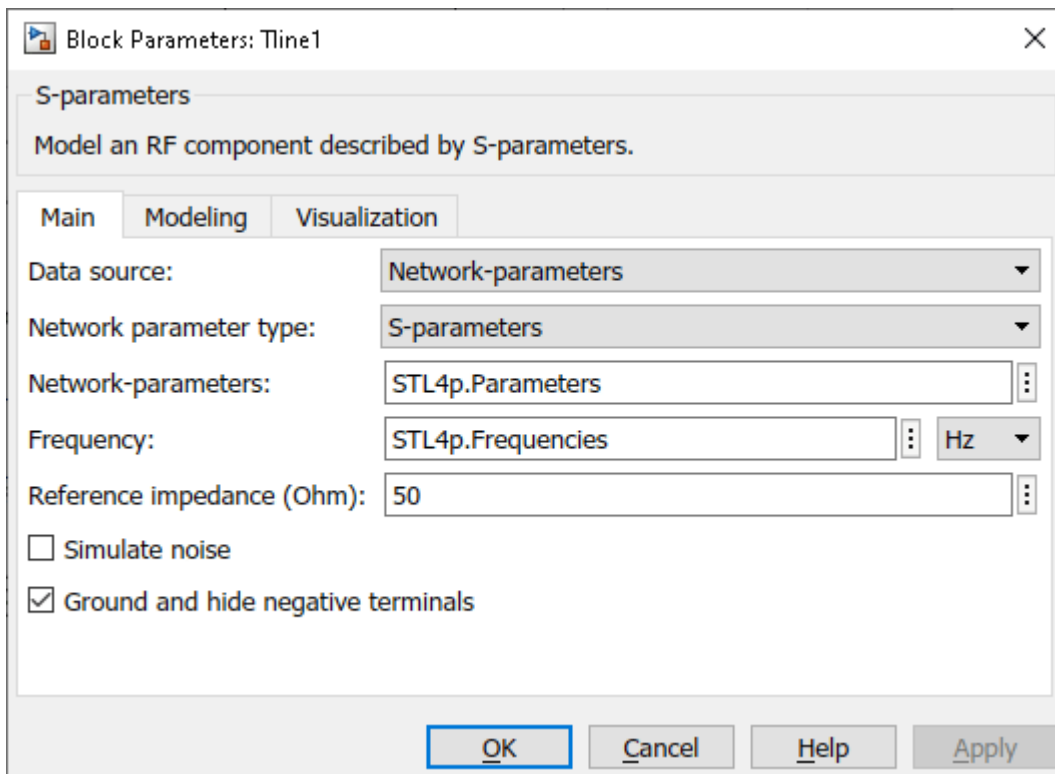 Block Parameters: Tline1
S-parameters
Model an RF component described by S-parameters.
Main Modeling Visualization
Data source: Network-parameters
Network parameter type: S-parameters
Network-parameters: STL4p.Parameters
Frequency: STL4p.Frequencies Hz
Reference impedance (Ohm): 50
Simulate noise
Ground and hide negative terminals
OK Cancel Help Apply